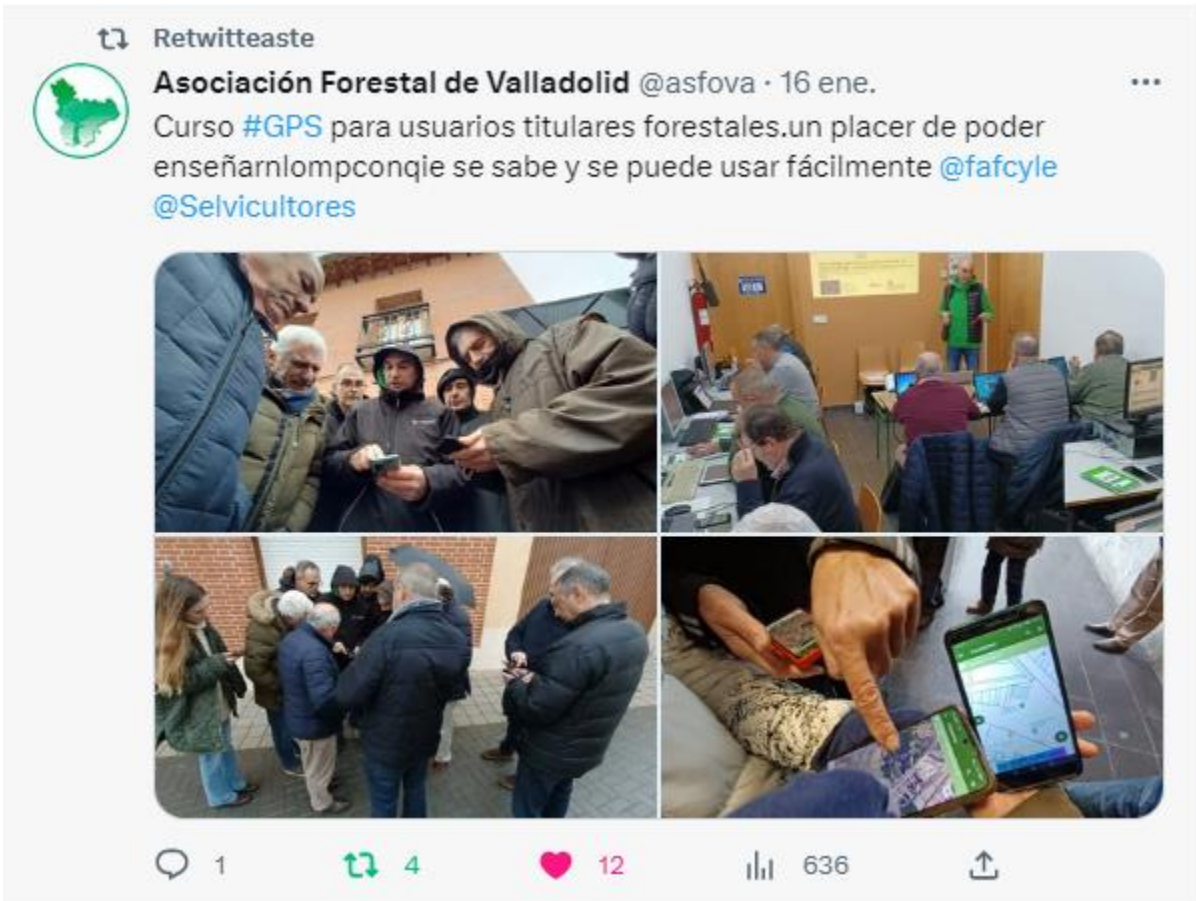 Retwitteaste
Asociación Forestal de Valladolid @asfova · 16 ene.
Curso #GPS para usuarios titulares forestales.un placer de poder
enseñarnlompconqie se sabe y se puede usar fácilmente @fafcyle
@Selvicultores
1 4 12 636